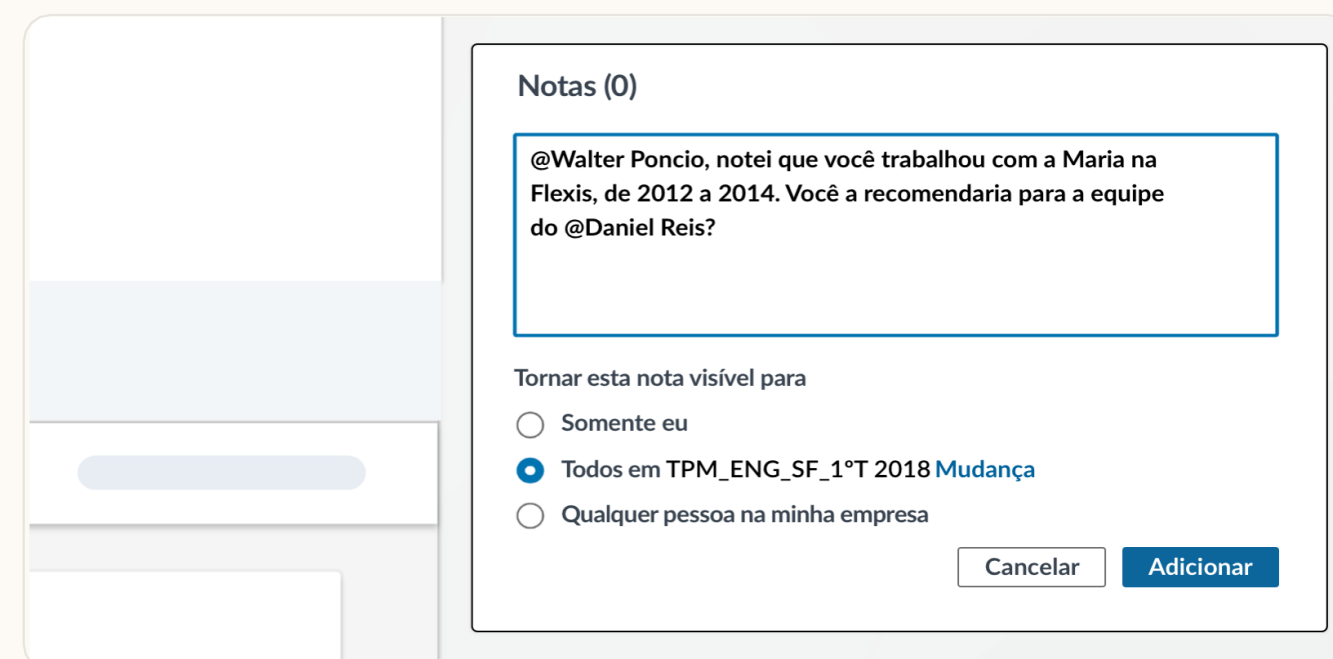 Notas (0)
@Walter Poncio, notei que você trabalhou com a Maria na
Flexis, de 2012 a 2014. Você a recomendaria para a equipe
do @Daniel Reis?
Tornar esta nota visível para
Somente eu
Todos em TPM_ENG_SF_1ºT 2018 Mudança
Qualquer pessoa na minha empresa
Cancelar Adicionar